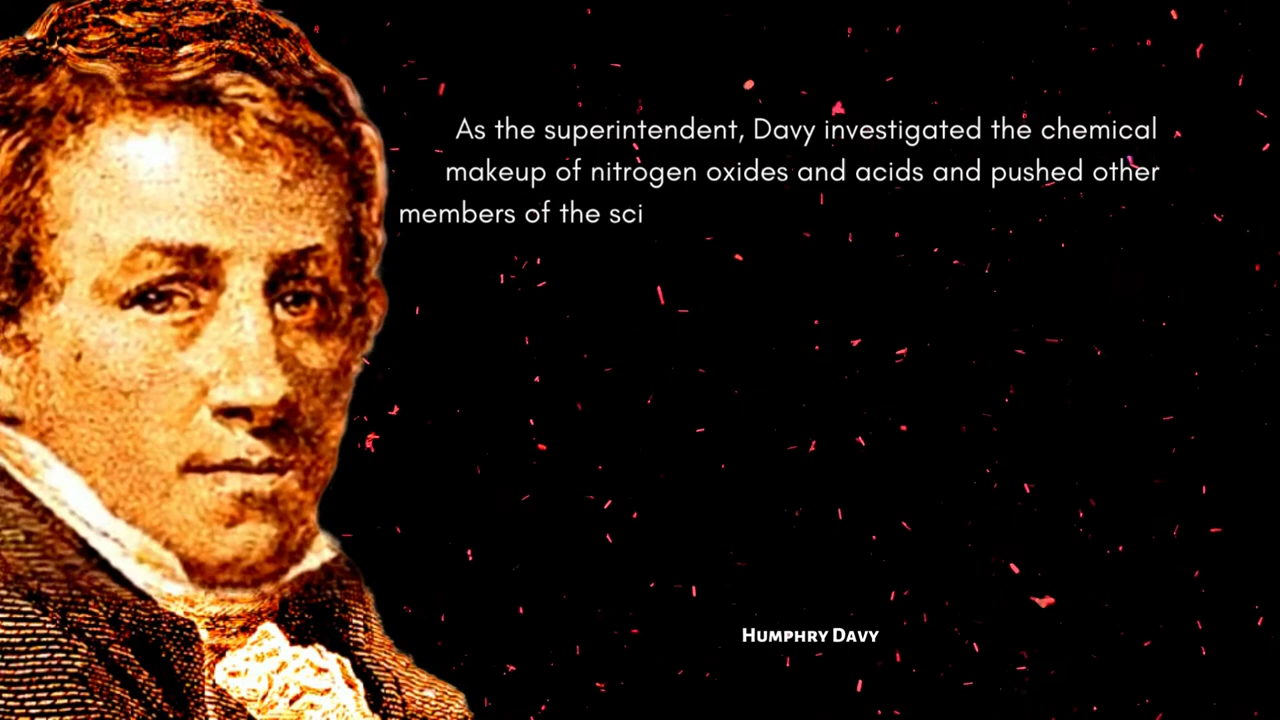 As the superintendent, Davy investigated the chemical
makeup of nitrogen oxides and acids and pushed other
members of the sci
Humphry Davy